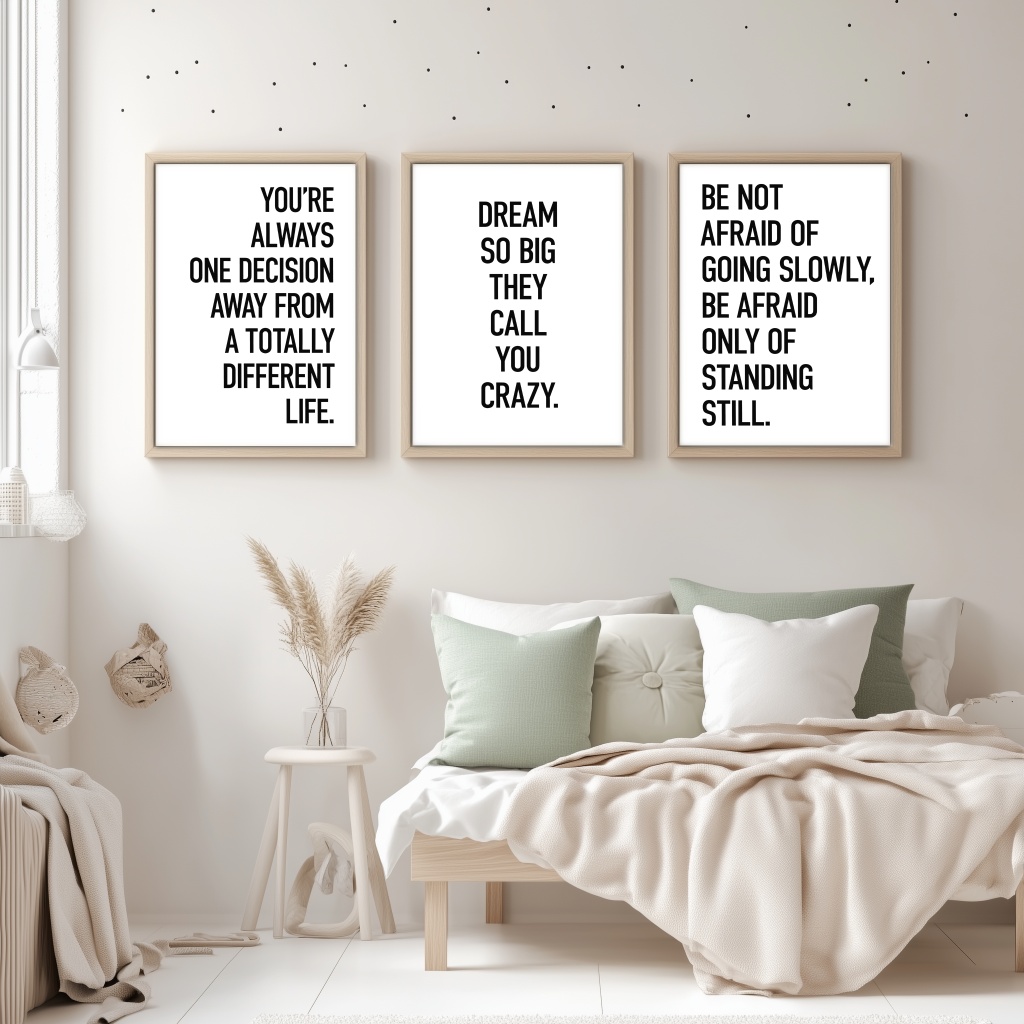 YOU'RE
ALWAYS
ONE DECISION
AWAY FROM
A TOTALLY
DIFFERENT
LIFE.
DREAM
SO BIG
THEY
CALL
YOU
CRAZY.
BE NOT
AFRAID OF
GOING SLOWLY,
BE AFRAID
ONLY OF
STANDING
STILL.